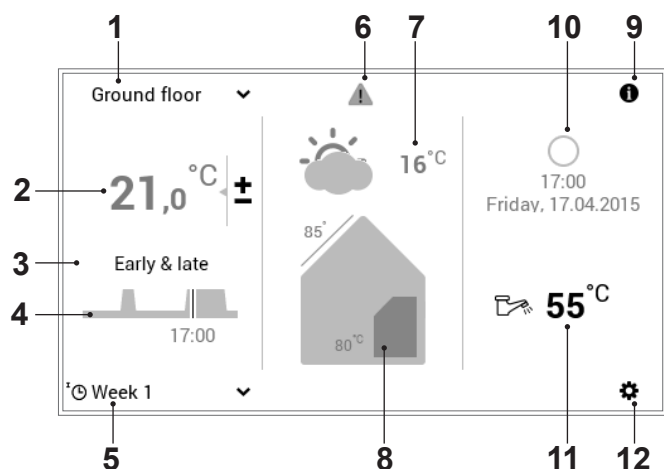 1 6 7 10 9
Ground floor
16°C
2 21,0 °C ±
17:00
Friday, 17.04.2015
3 Early & late
85°
4
17:00
55°C
80°C
Week 1
5 8 11 12